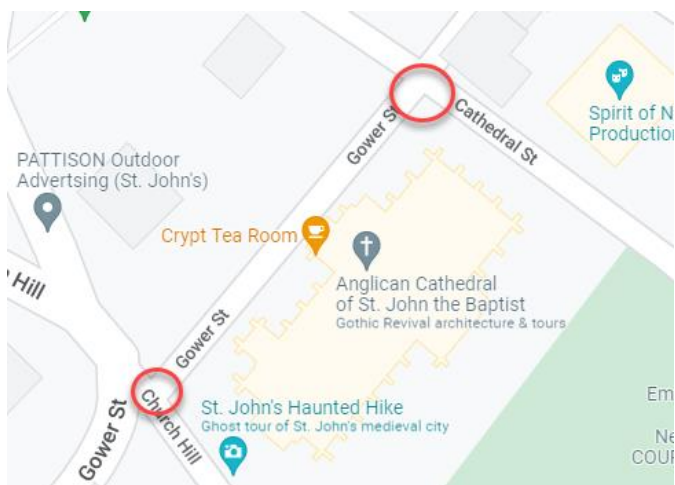 Gower St
Cathedral St
Spirit of N
Production
PATTISON Outdoor
Advertsing (St. John's)
Crypt Tea Room
Anglican Cathedral
of St. John the Baptist
Gothic Revival architecture & tours
Hill
Gower St
Church Hill
Gower St
St. John's Haunted Hike
Ghost tour of St. John's medieval city
Em
Ne
COUR